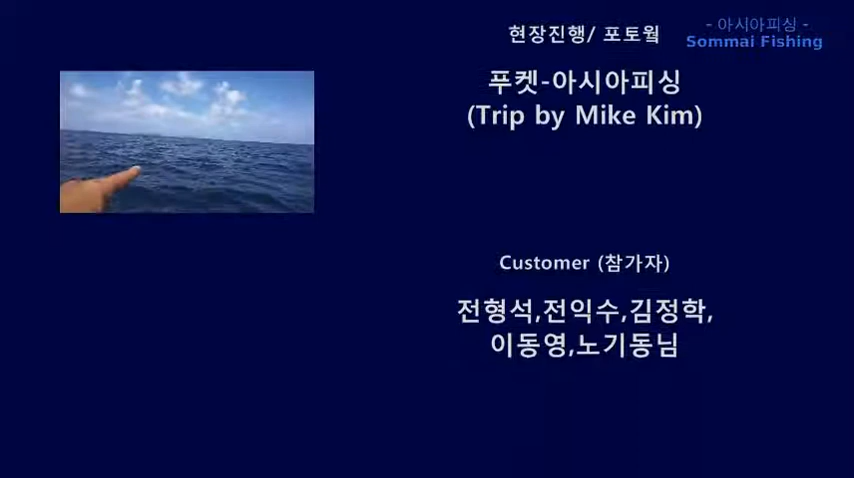 - 아시아피싱 -
Sommai Fishing
현장진행/ 포토웍
푸켓-아시아피싱
(Trip by Mike Kim)
Customer (참가자)
전형석,전익수,김정학,
이동영,노기동님